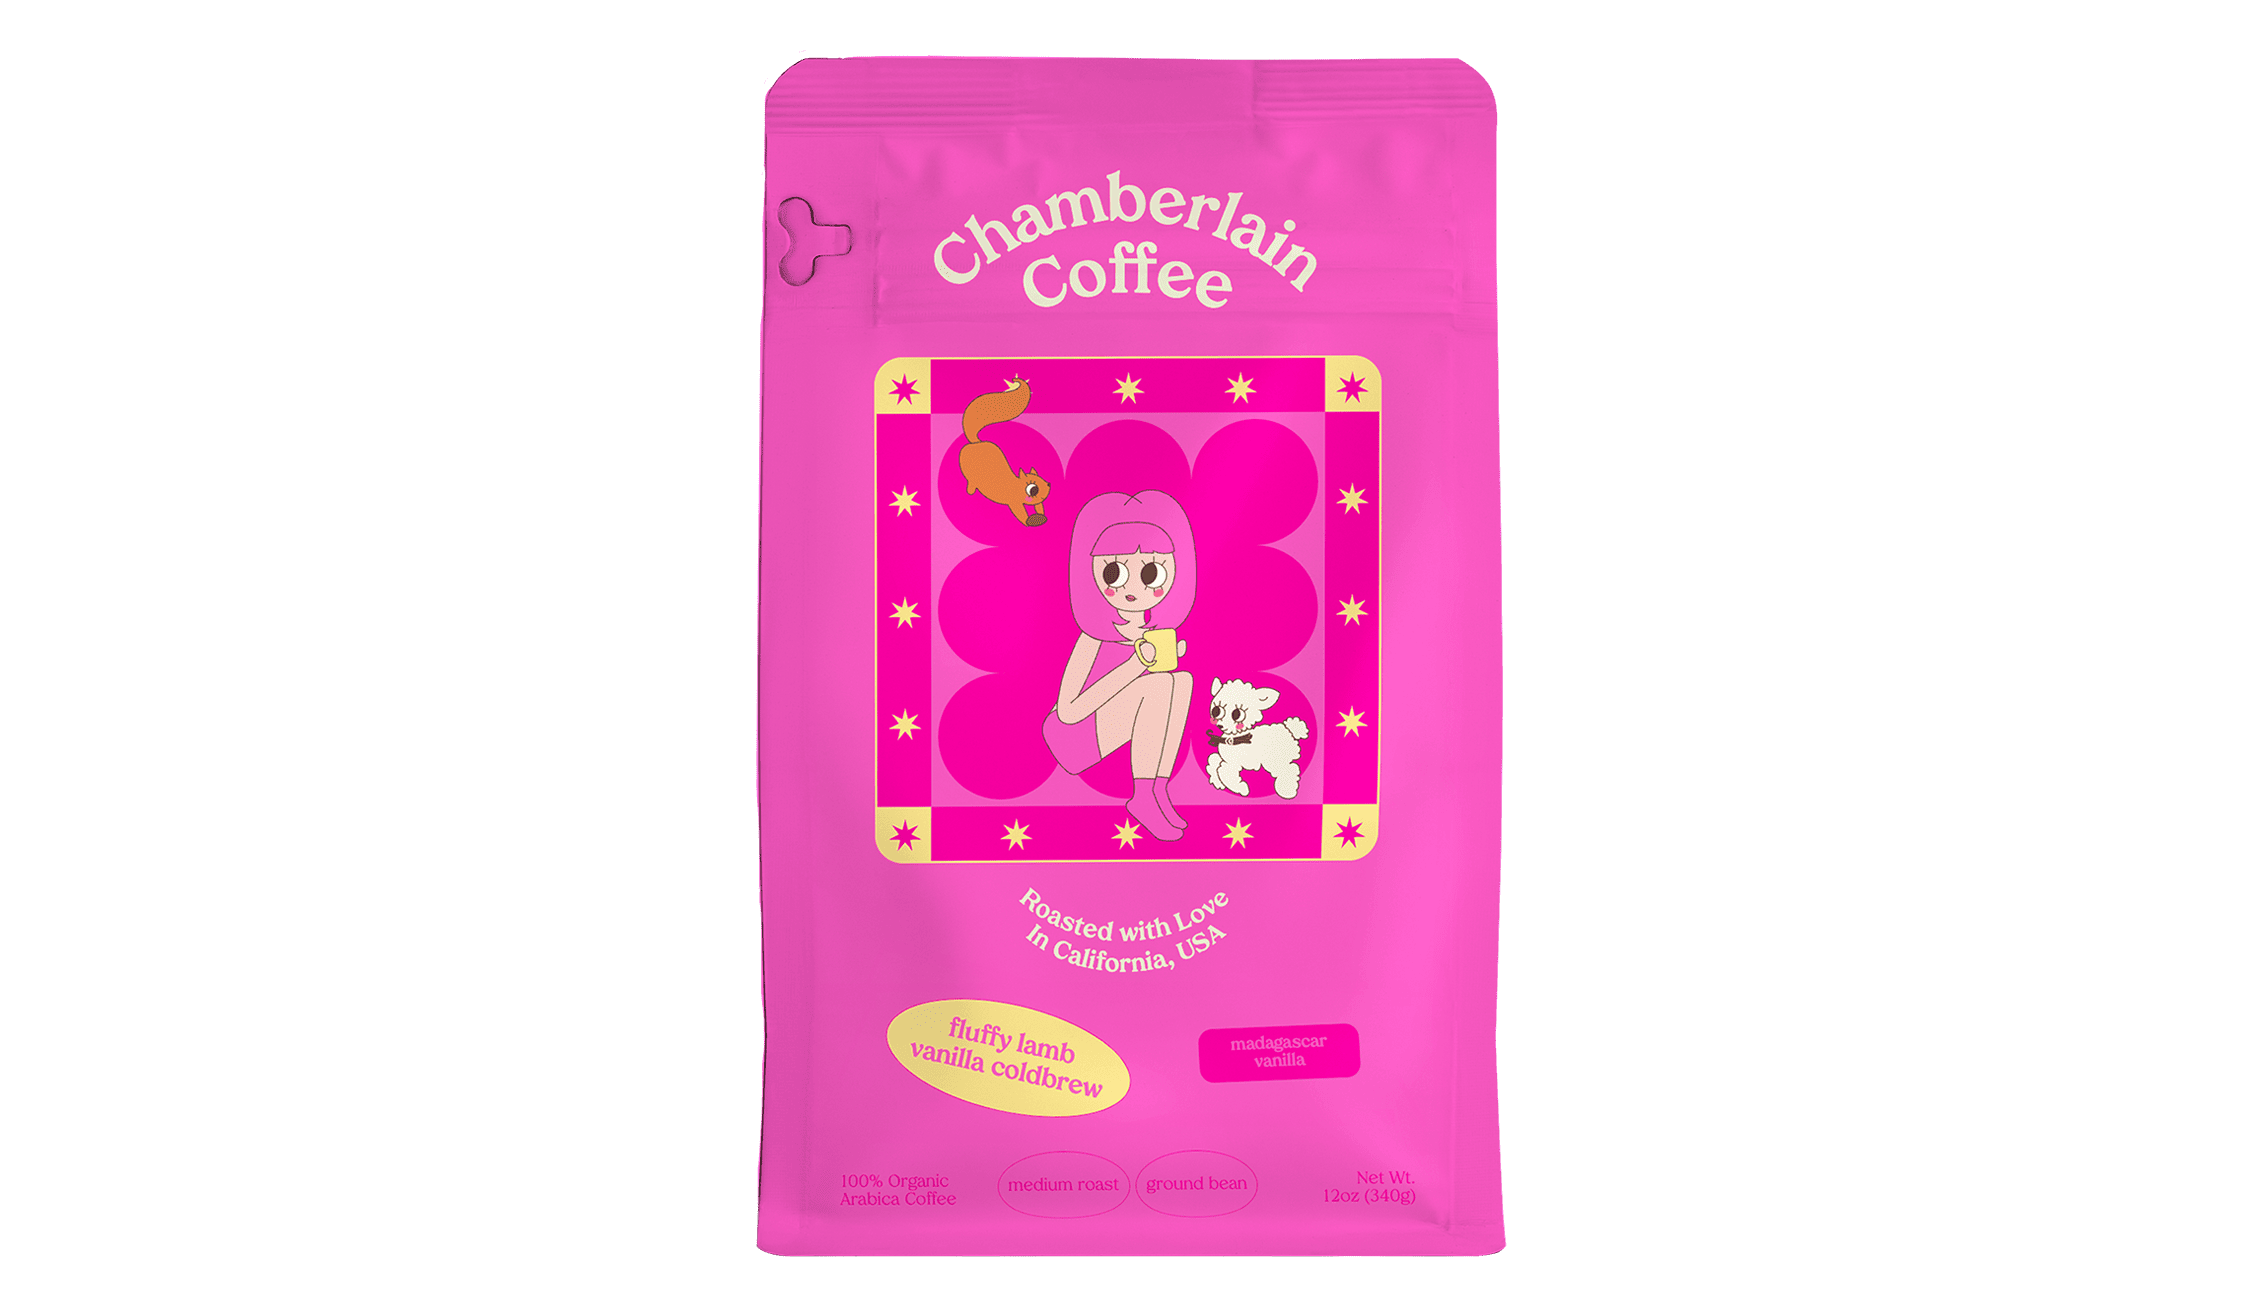 Chamberlain
Coffee
Roasted with Love
In California, USA
fluffy lamb
vanilla coldbrew
madagascar
vanilla
100% Organic
Arabica Coffee
medium roast
ground bean
Net Wt.
12oz (340g)